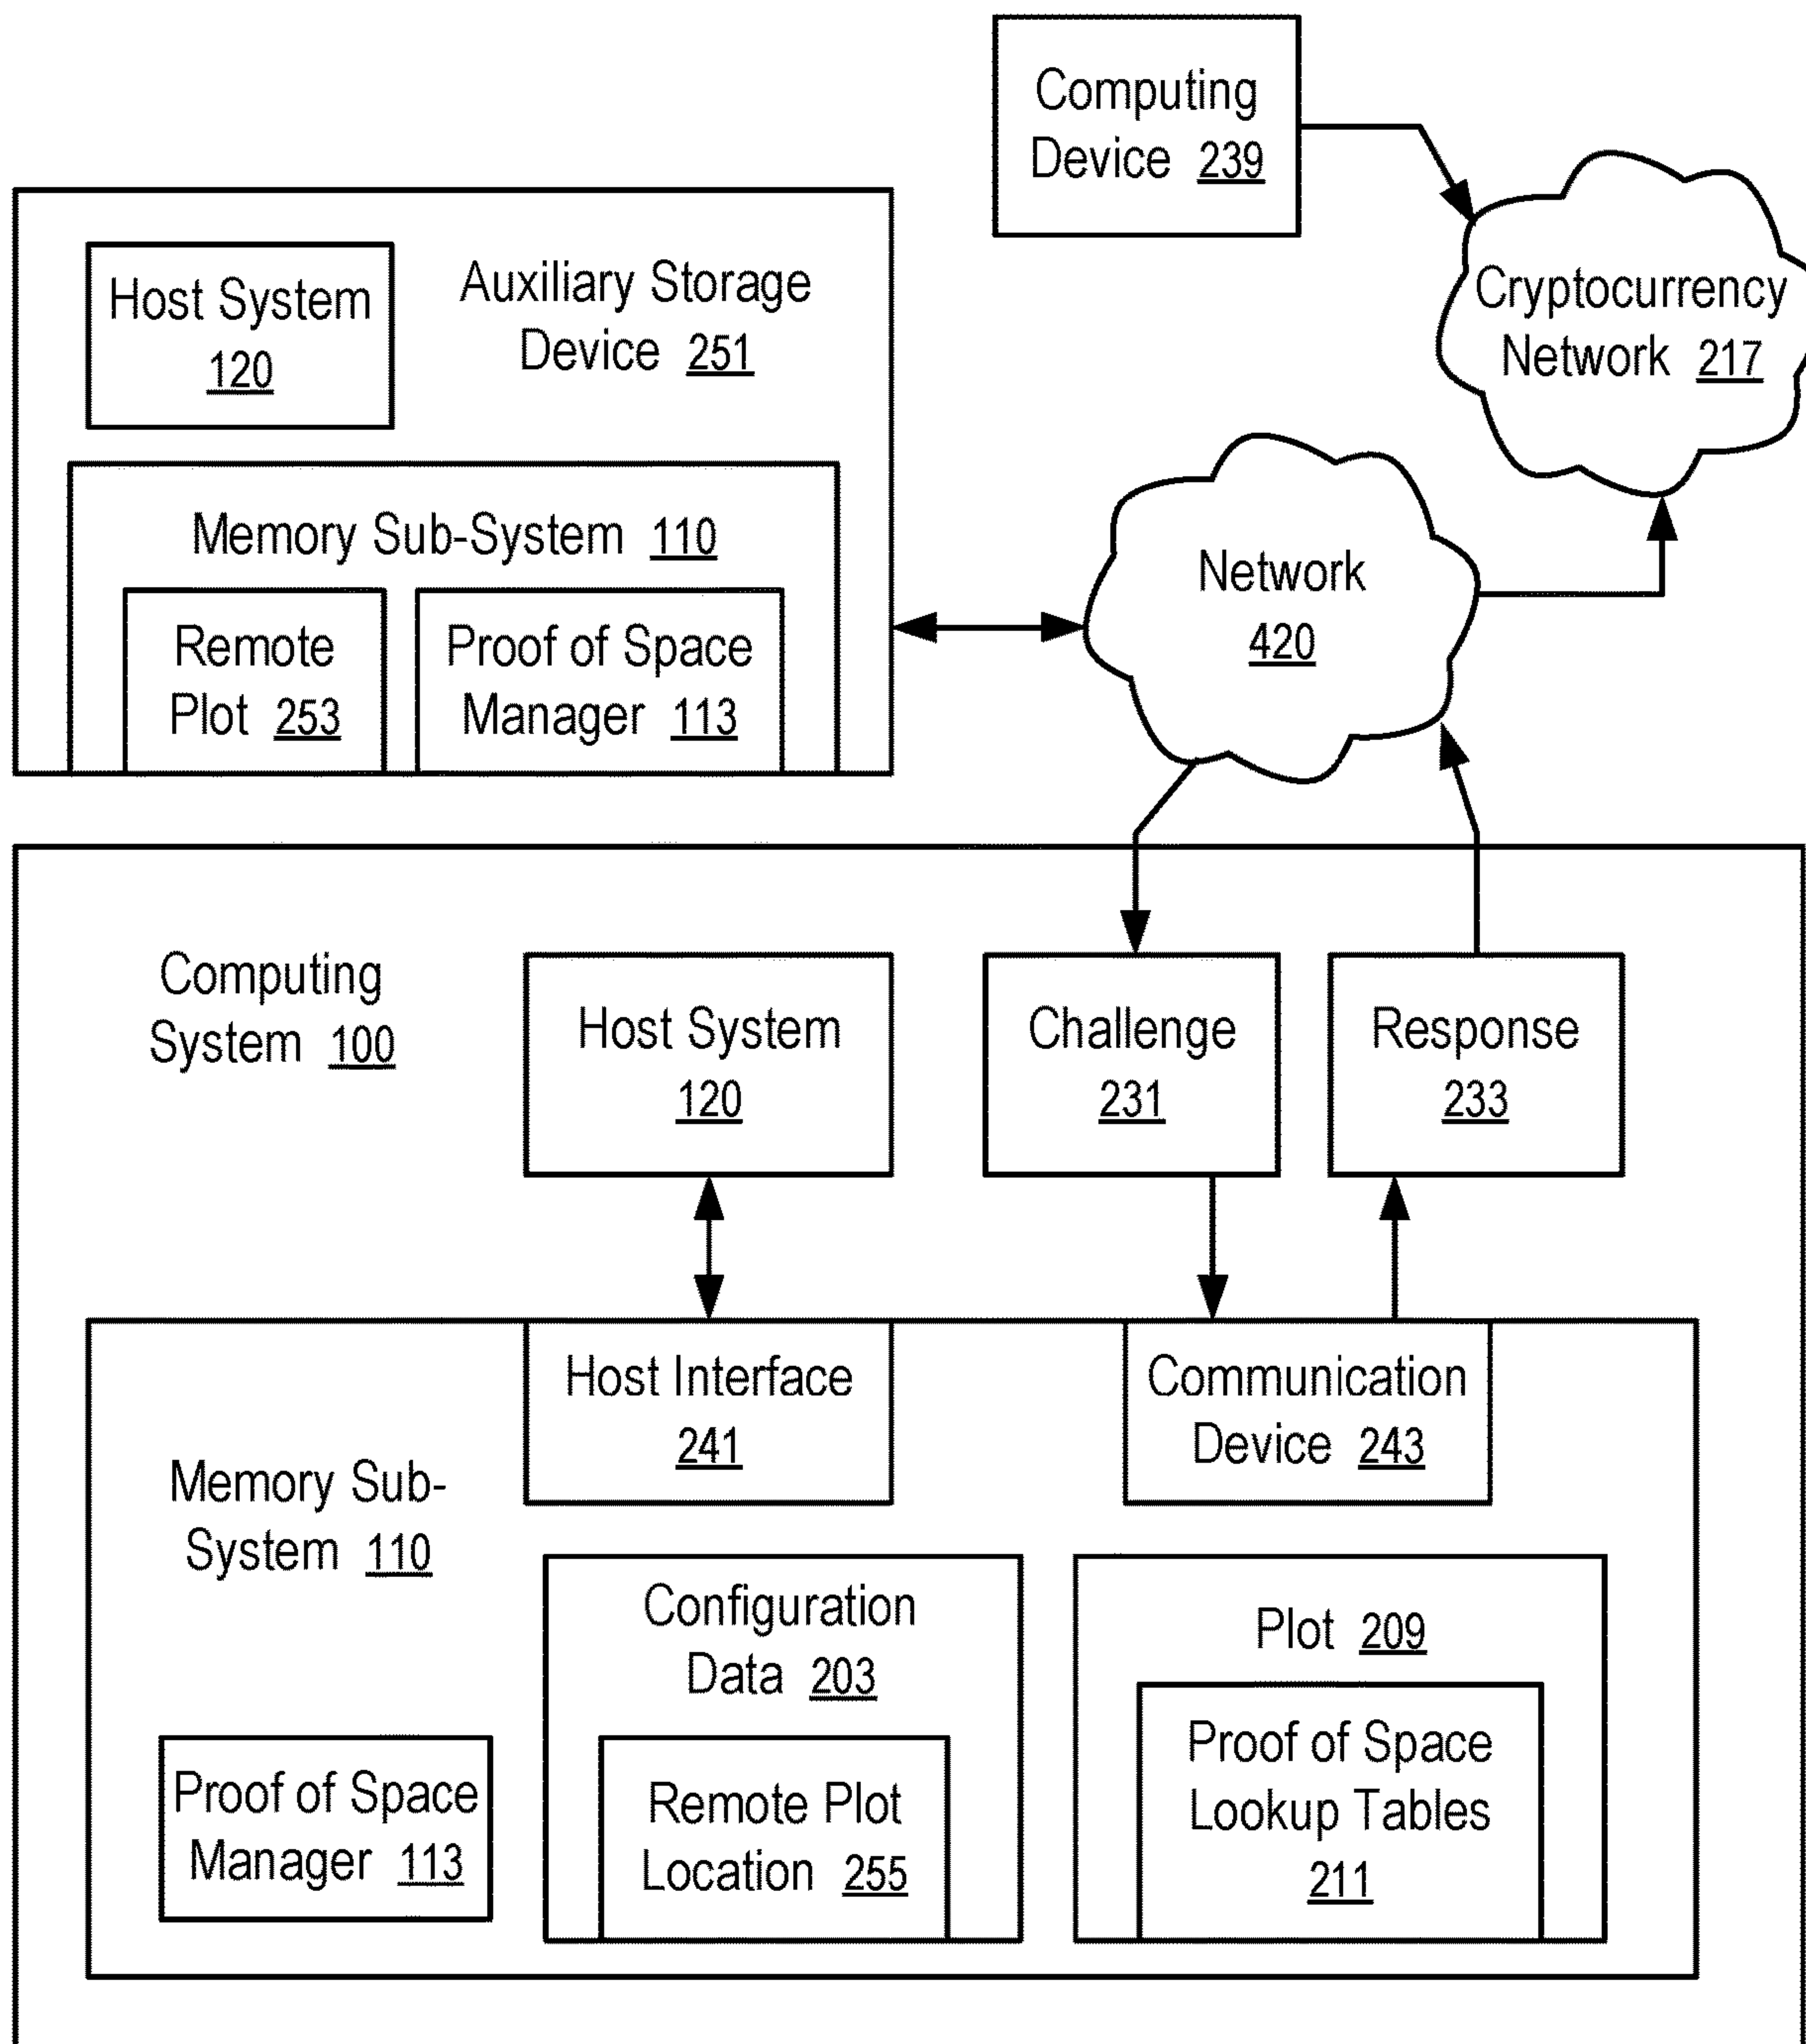 Computing
Device 239
Cryptocurrency
Network 217
Host System
120
Auxiliary Storage
Device 251
Memory Sub-System 110
Remote
Plot 253
Proof of Space
Manager 113
Network
420
Computing
System 100
Host System
120
Challenge
231
Response
233
Host Interface
241
Communication
Device 243
Memory Sub-
System 110
Configuration
Data 203
Plot 209
Proof of Space
Manager 113
Remote Plot
Location 255
Proof of Space
Lookup Tables
211